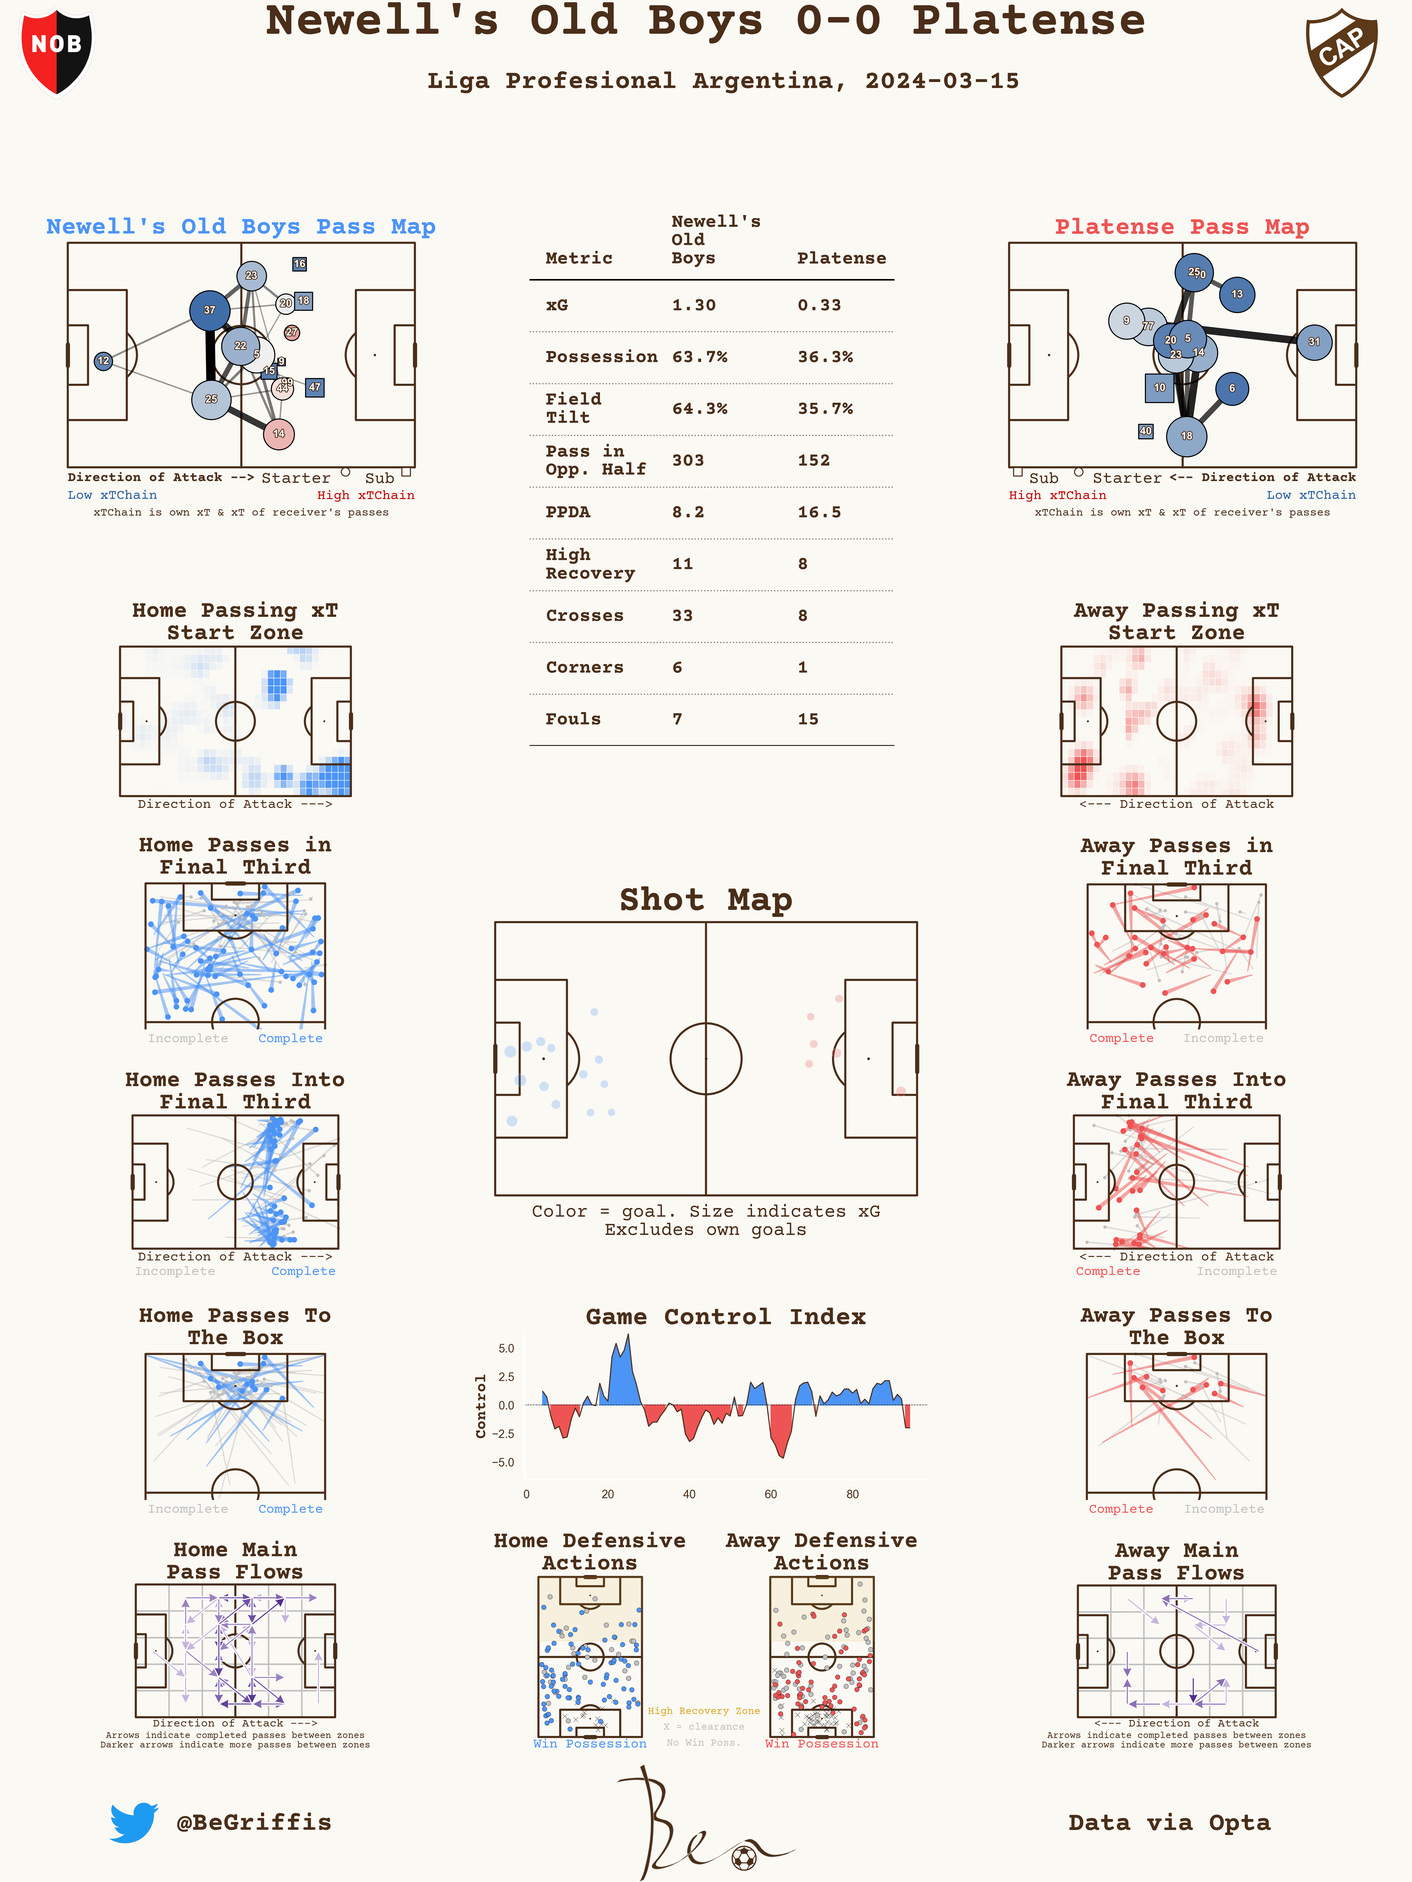 Newell's Old Boys 0-0 Platense
Liga Profesional Argentina, 2024-03-15
NOB
CAP
Newell's Old Boys Pass Map
16
23
20
18
37
27
22
5
9
12
15
99
44
47
25
14
Direction of Attack --> Starter Sub
Low xTChain High xTChain
xTChain is own xT & xT of receiver's passes
Metric Newell's Old Boys Platense
xG 1.30 0.33
Possession 63.7% 36.3%
Field Tilt 64.3% 35.7%
Pass in Opp. Half 303 152
PPDA 8.2 16.5
High Recovery 11 8
Crosses 33 8
Corners 6 1
Fouls 7 15
Platense Pass Map
25
13
9
77
20
5
31
23
14
10
6
40
18
Sub Starter <-- Direction of Attack
High xTChain Low xTChain
xTChain is own xT & xT of receiver's passes
Home Passing xT
Start Zone
Direction of Attack --->
Away Passing xT
Start Zone
<--- Direction of Attack
Home Passes in
Final Third
Incomplete Complete
Away Passes in
Final Third
Complete Incomplete
Shot Map
Color = goal. Size indicates xG
Excludes own goals
Home Passes Into
Final Third
Direction of Attack --->
Incomplete Complete
Away Passes Into
Final Third
<--- Direction of Attack
Complete Incomplete
Home Passes To
The Box
Incomplete Complete
Game Control Index
Control
5.0
2.5
0.0
−2.5
−5.0
0 20 40 60 80
Away Passes To
The Box
Complete Incomplete
Home Main
Pass Flows
Direction of Attack --->
Arrows indicate completed passes between zones
Darker arrows indicate more passes between zones
Home Defensive
Actions
Win Possession
High Recovery Zone
X = clearance
No Win Poss.
Away Defensive
Actions
Win Possession
Away Main
Pass Flows
<--- Direction of Attack
Arrows indicate completed passes between zones
Darker arrows indicate more passes between zones
@BeGriffis
Ben
Data via Opta